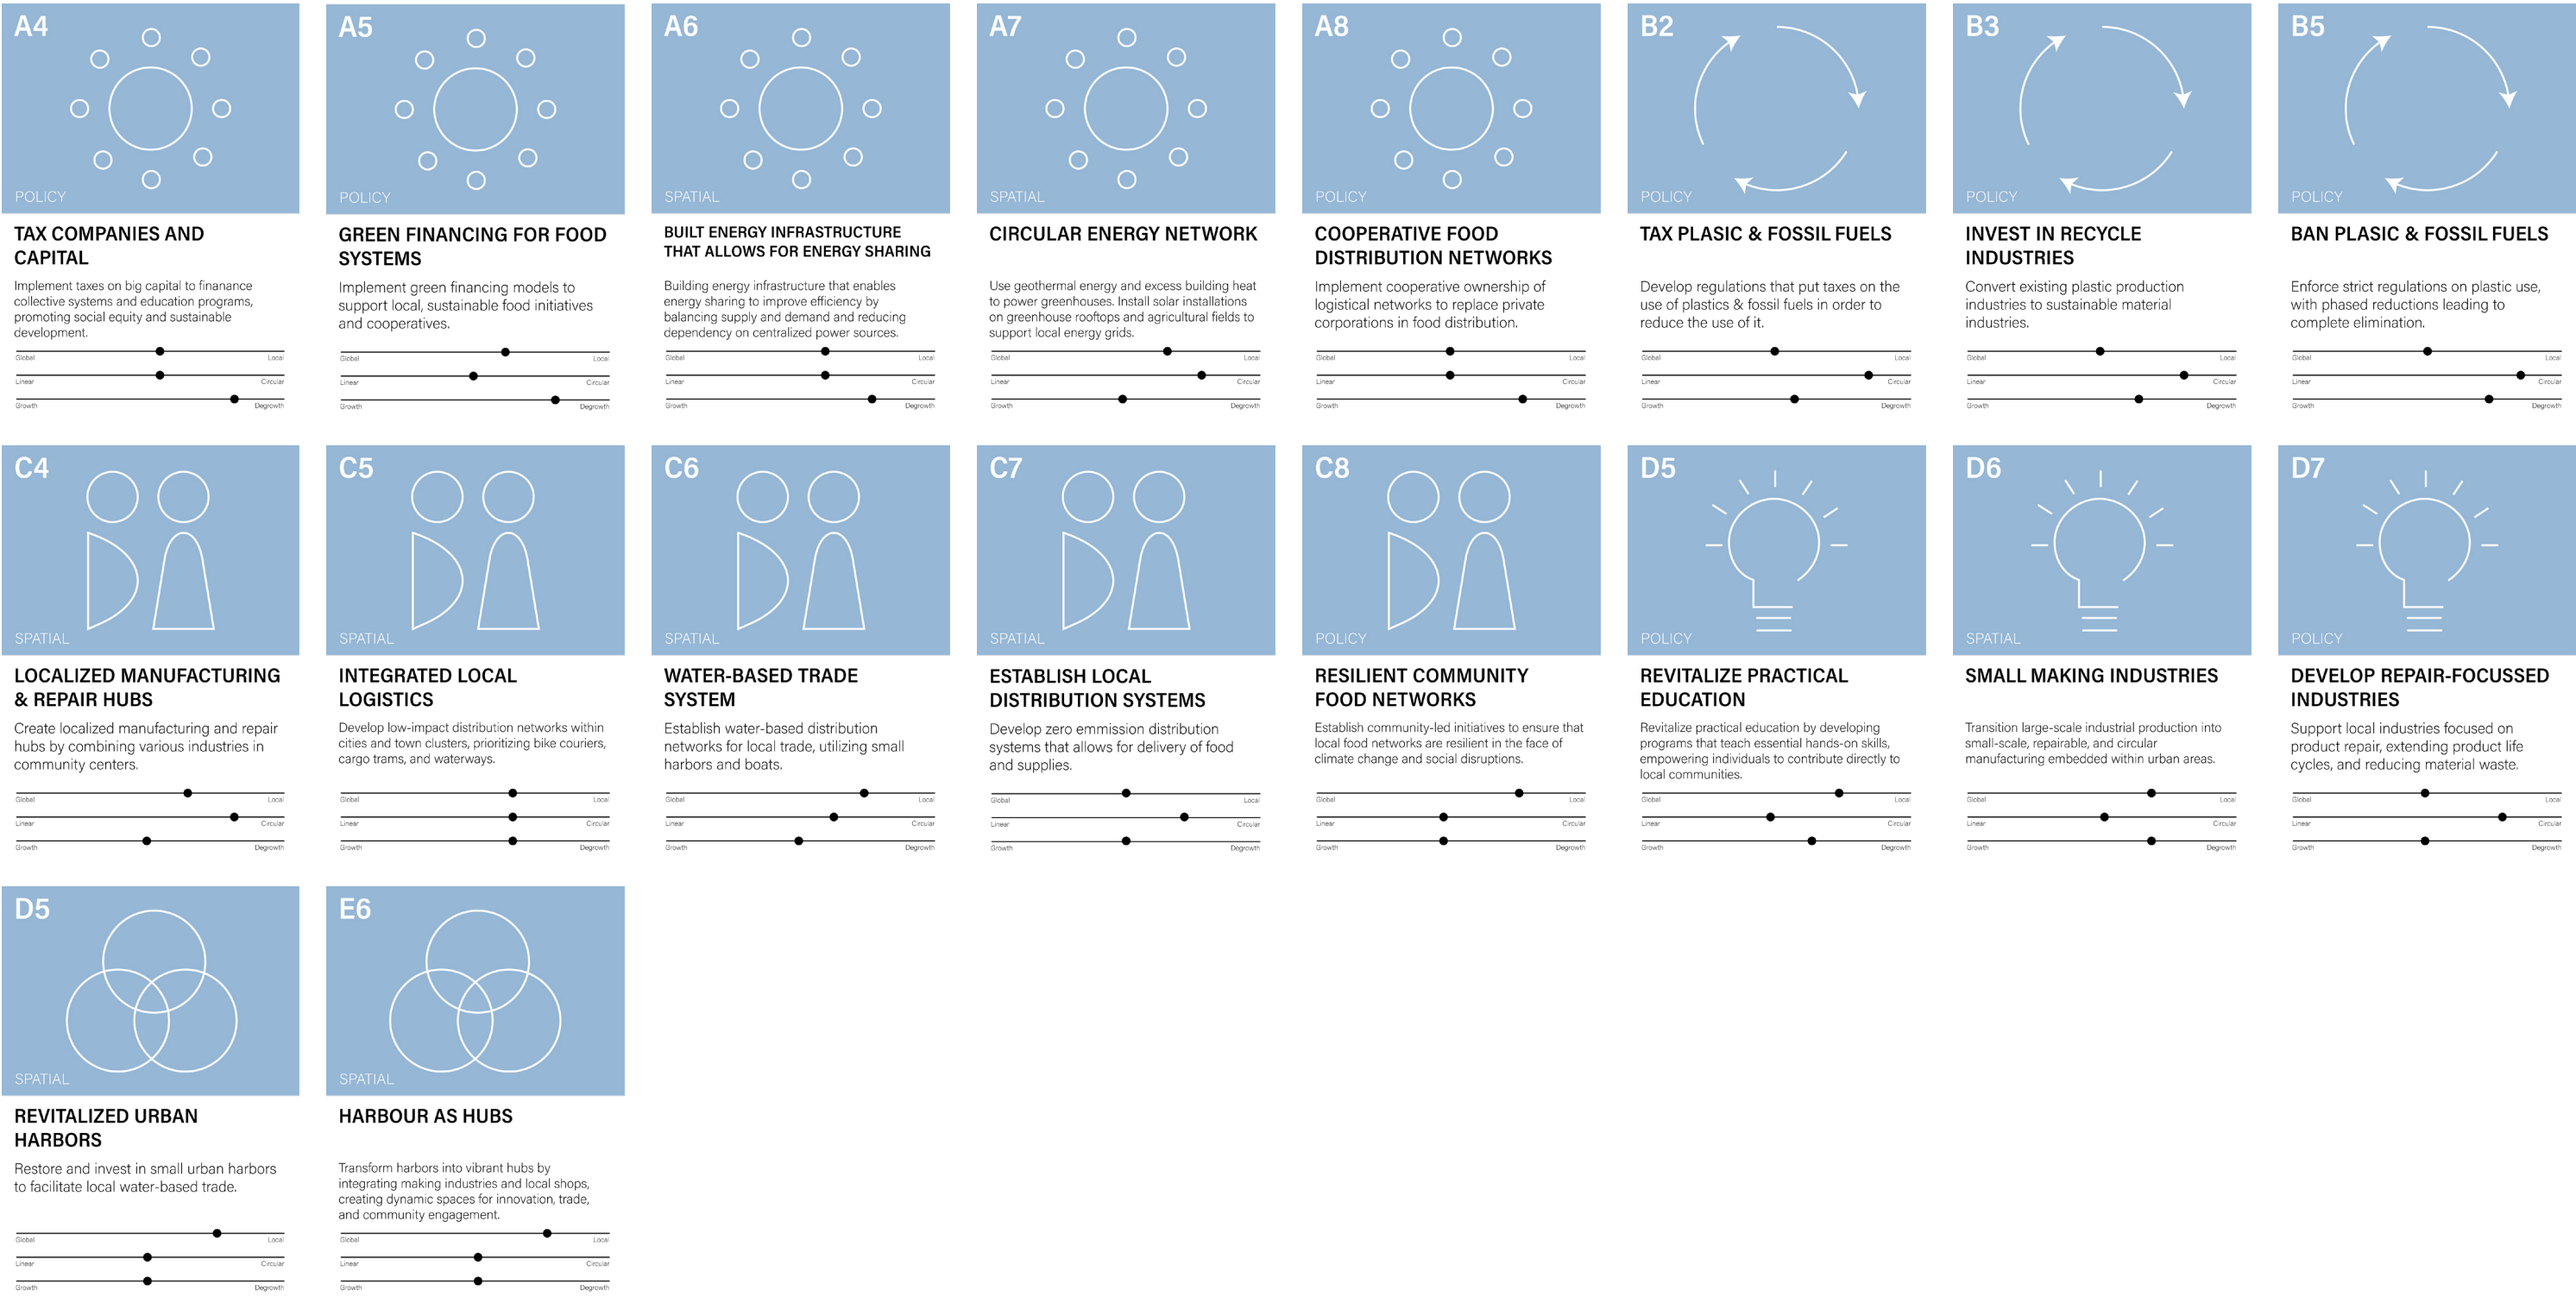 A4
POLICY
TAX COMPANIES AND
CAPITAL
Implement taxes on big capital to finanance
collective systems and education programs,
promoting social equity and sustainable
development.
Global Local
Linear Circular
Growth Degrowth
A5
POLICY
GREEN FINANCING FOR FOOD
SYSTEMS
Implement green financing models to
support local, sustainable food initiatives
and cooperatives.
Global Local
Linear Circular
Growth Degrowth
A6
SPATIAL
BUILT ENERGY INFRASTRUCTURE
THAT ALLOWS FOR ENERGY SHARING
Building energy infrastructure that enables
energy sharing to improve efficiency by
balancing supply and demand and reducing
dependency on centralized power sources.
Global Local
Linear Circular
Growth Degrowth
A7
SPATIAL
CIRCULAR ENERGY NETWORK
Use geothermal energy and excess building heat
to power greenhouses. Install solar installations
on greenhouse rooftops and agricultural fields to
support local energy grids.
Global Local
Linear Circular
Growth Degrowth
A8
POLICY
COOPERATIVE FOOD
DISTRIBUTION NETWORKS
Implement cooperative ownership of
logistical networks to replace private
corporations in food distribution.
Global Local
Linear Circular
Growth Degrowth
B2
POLICY
TAX PLASIC & FOSSIL FUELS
Develop regulations that put taxes on the
use of plastics & fossil fuels in order to
reduce the use of it.
Global Local
Linear Circular
Growth Degrowth
B3
POLICY
INVEST IN RECYCLE
INDUSTRIES
Convert existing plastic production
industries to sustainable material
industries.
Global Local
Linear Circular
Growth Degrowth
B5
POLICY
BAN PLASIC & FOSSIL FUELS
Enforce strict regulations on plastic use,
with phased reductions leading to
complete elimination.
Global Local
Linear Circular
Growth Degrowth
C4
SPATIAL
LOCALIZED MANUFACTURING
& REPAIR HUBS
Create localized manufacturing and repair
hubs by combining various industries in
community centers.
Global Local
Linear Circular
Growth Degrowth
C5
SPATIAL
INTEGRATED LOCAL
LOGISTICS
Develop low-impact distribution networks within
cities and town clusters, prioritizing bike couriers,
cargo trams, and waterways.
Global Local
Linear Circular
Growth Degrowth
C6
SPATIAL
WATER-BASED TRADE
SYSTEM
Establish water-based distribution
networks for local trade, utilizing small
harbors and boats.
Global Local
Linear Circular
Growth Degrowth
C7
SPATIAL
ESTABLISH LOCAL
DISTRIBUTION SYSTEMS
Develop zero emmission distribution
systems that allows for delivery of food
and supplies.
Global Local
Linear Circular
Growth Degrowth
C8
POLICY
RESILIENT COMMUNITY
FOOD NETWORKS
Establish community-led initiatives to ensure that
local food networks are resilient in the face of
climate change and social disruptions.
Global Local
Linear Circular
Growth Degrowth
D5
POLICY
REVITALIZE PRACTICAL
EDUCATION
Revitalize practical education by developing
programs that teach essential hands-on skills,
empowering individuals to contribute directly to
local communities.
Global Local
Linear Circular
Growth Degrowth
D6
SPATIAL
SMALL MAKING INDUSTRIES
Transition large-scale industrial production into
small-scale, repairable, and circular
manufacturing embedded within urban areas.
Global Local
Linear Circular
Growth Degrowth
D7
POLICY
DEVELOP REPAIR-FOCUSSED
INDUSTRIES
Support local industries focused on
product repair, extending product life
cycles, and reducing material waste.
Global Local
Linear Circular
Growth Degrowth
D5
SPATIAL
REVITALIZED URBAN
HARBORS
Restore and invest in small urban harbors
to facilitate local water-based trade.
Global Local
Linear Circular
Growth Degrowth
E6
SPATIAL
HARBOUR AS HUBS
Transform harbors into vibrant hubs by
integrating making industries and local shops,
creating dynamic spaces for innovation, trade,
and community engagement.
Global Local
Linear Circular
Growth Degrowth